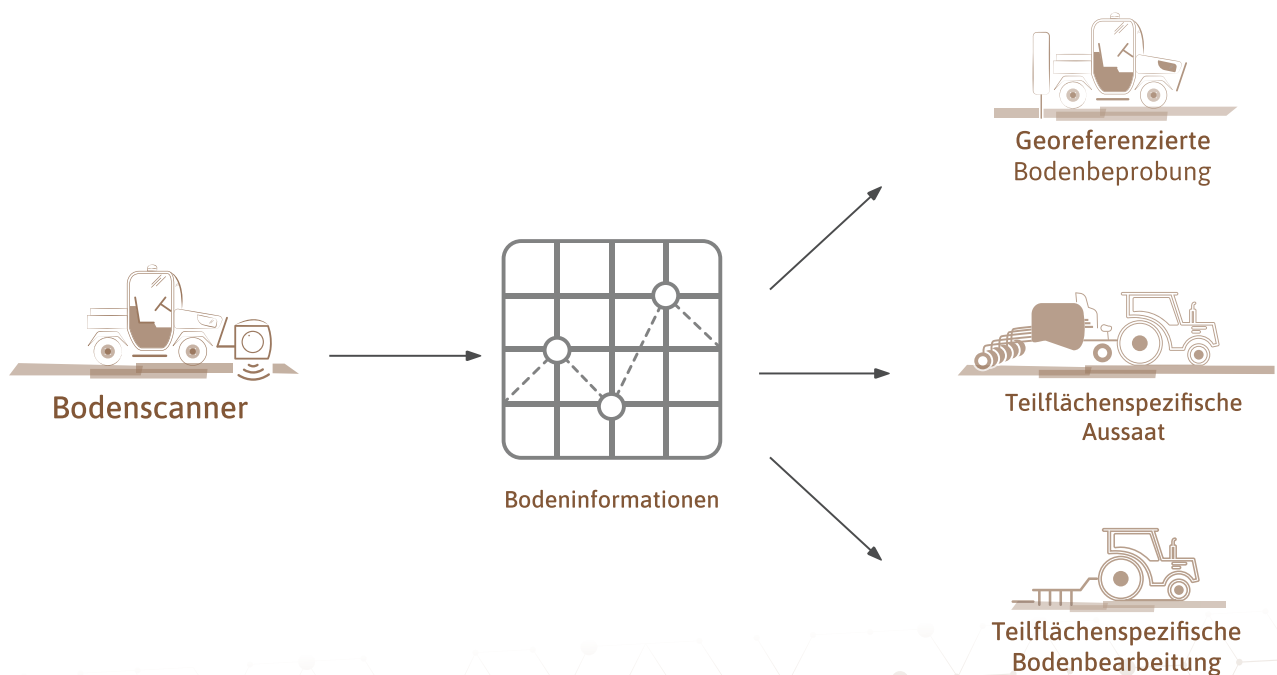 Bodenscanner
Bodeninformationen
Georeferenzierte
Bodenbeprobung
Teilflächenspezifische
Aussaat
Teilflächenspezifische
Bodenbearbeitung